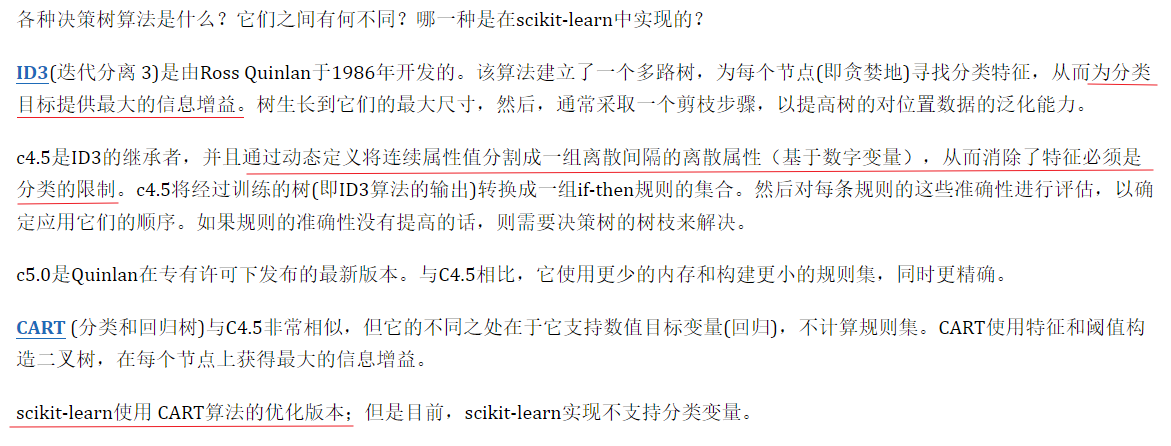 各种决策树算法是什么？它们之间有何不同？哪一种是在scikit-learn中实现的？
ID3(迭代分离 3)是由Ross Quinlan于1986年开发的。该算法建立了一个多路树，为每个节点(即贪婪地)寻找分类特征，从而为分类
目标提供最大的信息增益。树生长到它们的最大尺寸，然后，通常采取一个剪枝步骤，以提高树的对位置数据的泛化能力。
c4.5是ID3的继承者，并且通过动态定义将连续属性值分割成一组离散间隔的离散属性（基于数字变量），从而消除了特征必须是
分类的限制。c4.5将经过训练的树(即ID3算法的输出)转换成一组if-then规则的集合。然后对每条规则的这些准确性进行评估，以确
定应用它们的顺序。如果规则的准确性没有提高的话，则需要决策树的树枝来解决。
c5.0是Quinlan在专有许可下发布的最新版本。与C4.5相比，它使用更少的内存和构建更小的规则集，同时更精确。
CART (分类和回归树)与C4.5非常相似，但它的不同之处在于它支持数值目标变量(回归)，不计算规则集。CART使用特征和阈值构
造二叉树，在每个节点上获得最大的信息增益。
scikit-learn使用 CART算法的优化版本；但是目前，scikit-learn实现不支持分类变量。